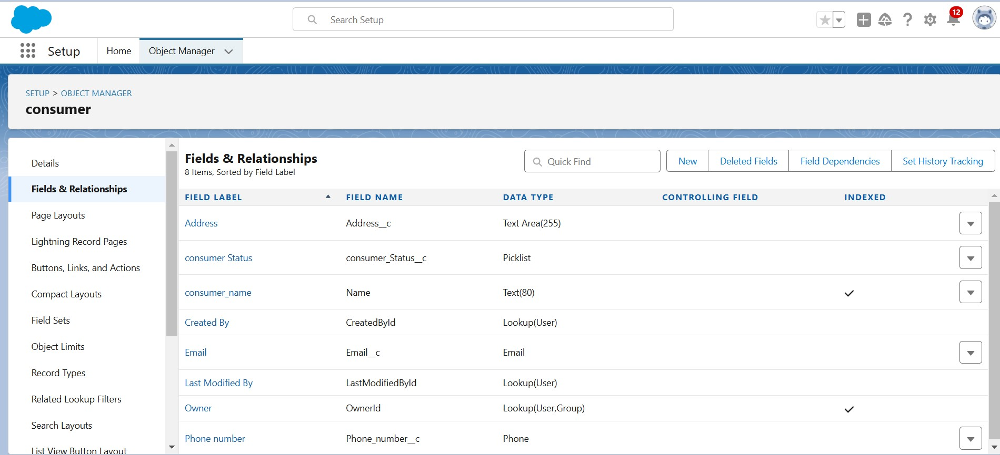 Search Setup
12
Setup
Home
Object Manager
SETUP > OBJECT MANAGER
consumer
Details
Fields & Relationships
Page Layouts
Lightning Record Pages
Buttons, Links, and Actions
Compact Layouts
Field Sets
Object Limits
Record Types
Related Lookup Filters
Search Layouts
List View Button Layout
Fields & Relationships
8 Items, Sorted by Field Label
Quick Find
New
Deleted Fields
Field Dependencies
Set History Tracking
FIELD LABEL FIELD NAME DATA TYPE CONTROLLING FIELD INDEXED
Address Address__c Text Area(255)
consumer Status consumer_Status__c Picklist
consumer_name Name Text(80)
Created By CreatedById Lookup(User)
Email Email__c Email
Last Modified By LastModifiedById Lookup(User)
Owner OwnerId Lookup(User,Group)
Phone number Phone_number__c Phone